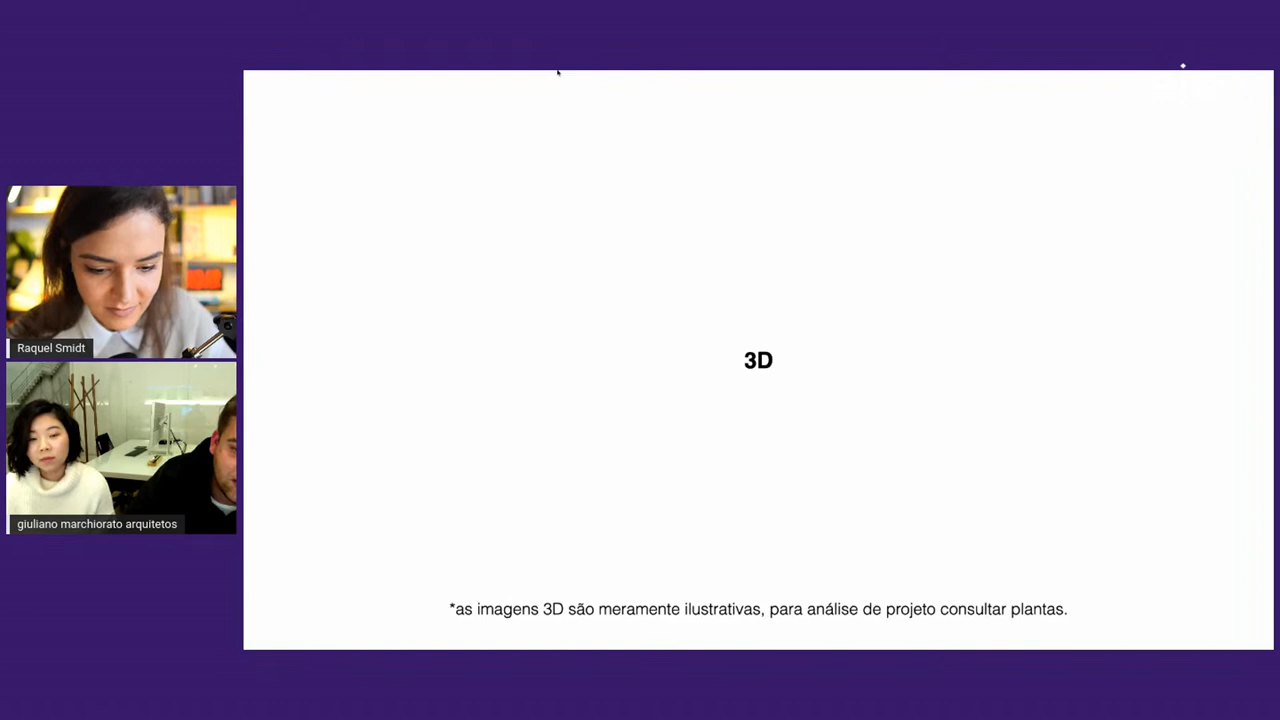 Raquel Smidt
giuliano marchiorato arquitetos
3D
*as imagens 3D são meramente ilustrativas, para análise de projeto consultar plantas.